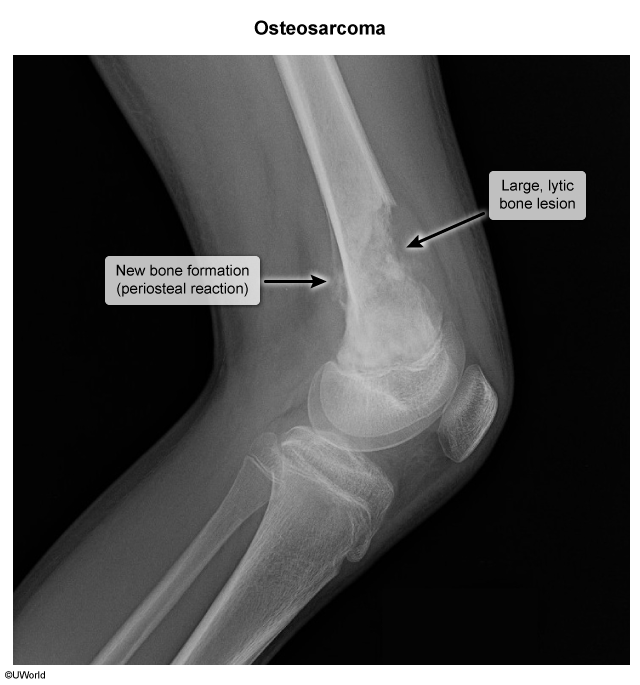 Osteosarcoma
Large, lytic
bone lesion
New bone formation
(periosteal reaction)
©UWorld